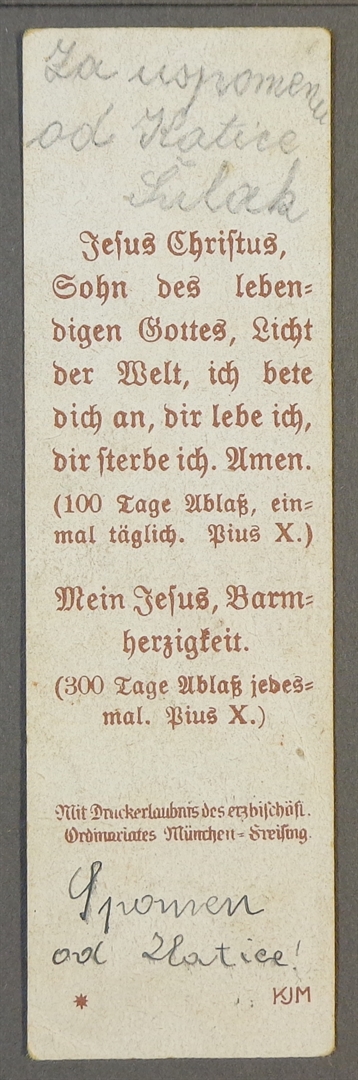 Za uspomenu
od Katice
Šulak
Jesus Christus,
Sohn des leben=
digen Gottes, Licht
der Welt, ich bete
dich an, dir lebe ich,
dir sterbe ich. Amen.
(100 Tage Ablaß, ein=
mal täglich. Pius X.)
Mein Jesus, Barm=
herzigkeit.
(300 Tage Ablaß jedes=
mal. Pius X.)
Mit Druckerlaubnis des erzbischöfl.
Ordinariates München=Freising.
Spomen
od Katice!
KJM